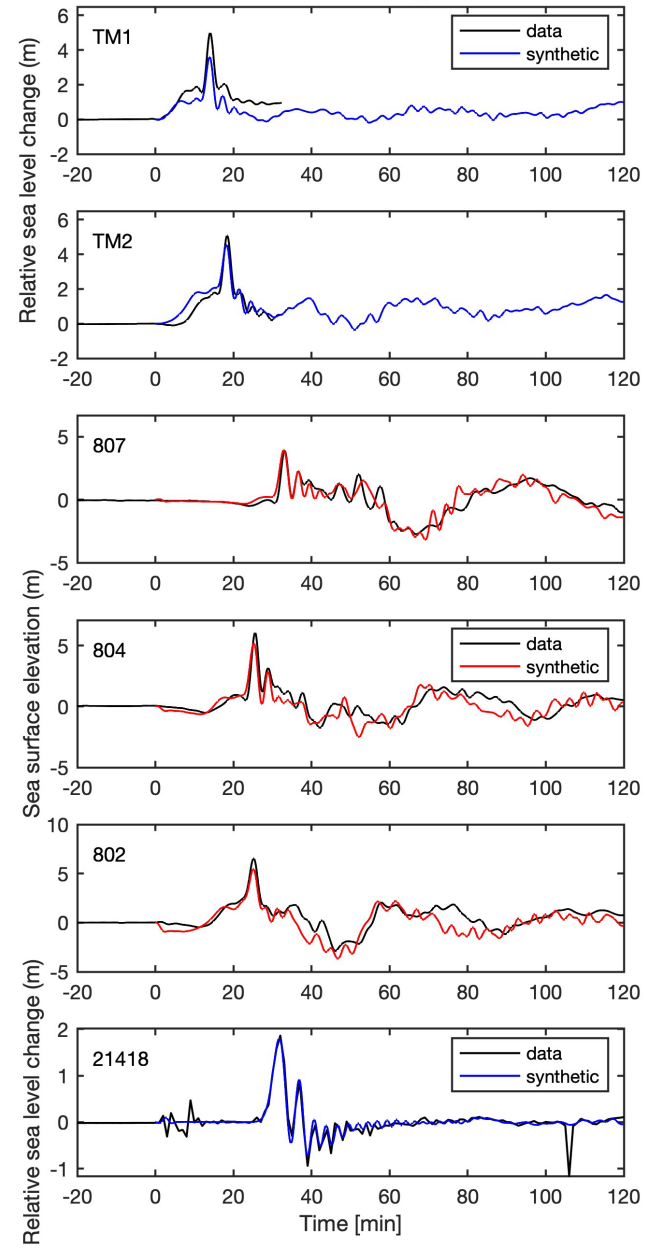 6
4
2
0
-2
TM1
data
synthetic
-20 0 20 40 60 80 100 120
Relative sea level change (m)
6
4
2
0
-2
TM2
-20 0 20 40 60 80 100 120
5
0
-5
807
-20 0 20 40 60 80 100 120
Sea surface elevation (m)
5
0
-5
804
data
synthetic
-20 0 20 40 60 80 100 120
10
5
0
-5
802
-20 0 20 40 60 80 100 120
Relative sea level change (m)
2
1
0
-1
21418
data
synthetic
-20 0 20 40 60 80 100 120
Time [min]